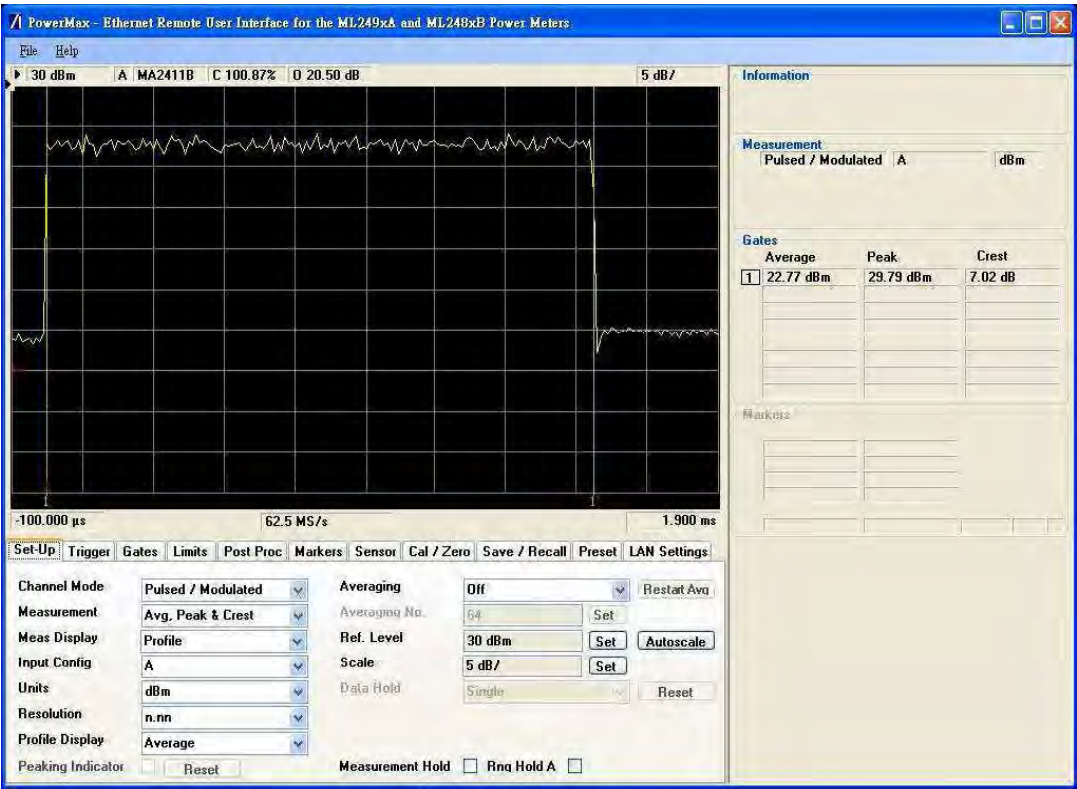 PowerMax - Ethernet Remote User Interface for the ML249xA and ML248xB Power Meters
File Help
30 dBm A MA2411B C 100.87% O 20.50 dB 5 dB/
Information
Measurement
Pulsed / Modulated A dBm
Gates
Average Peak Crest
1 22.77 dBm 29.79 dBm 7.02 dB
Markers
1 1'
-100.000 µs 62.5 MS/s 1.900 ms
Set-Up Trigger Gates Limits Post Proc Markers Sensor Cal / Zero Save / Recall Preset LAN Settings
Channel Mode Pulsed / Modulated Averaging Off Restart Avg
Measurement Avg, Peak & Crest Averaging No. 64 Set
Meas Display Profile Ref. Level 30 dBm Set Autoscale
Input Config A Scale 5 dB/ Set
Units dBm Data Hold Single Reset
Resolution n.nn
Profile Display Average
Peaking Indicator Reset Measurement Hold Rng Hold A